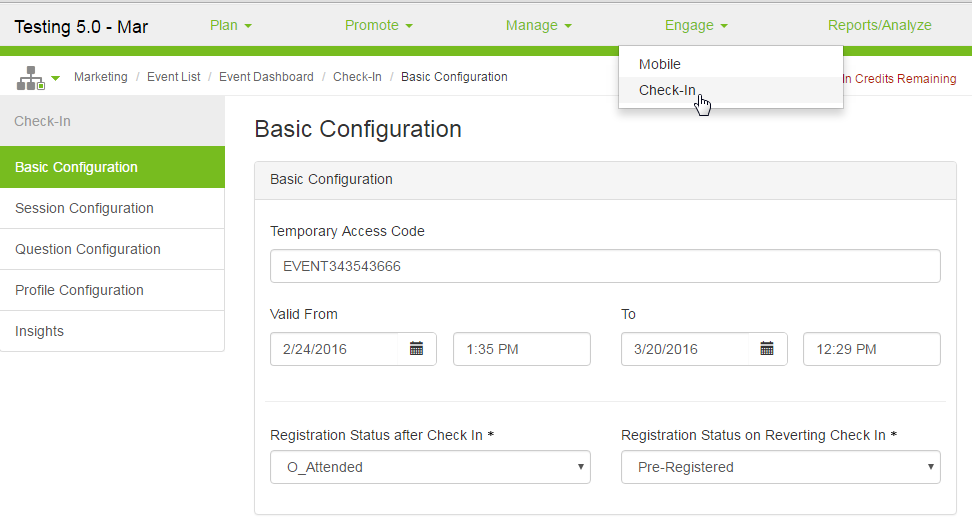 Testing 5.0 - Mar
Plan
Promote
Manage
Engage
Reports/Analyze
Mobile
Check-In
Marketing / Event List / Event Dashboard / Check-In / Basic Configuration
In Credits Remaining
Check-In
Basic Configuration
Session Configuration
Question Configuration
Profile Configuration
Insights
Basic Configuration
Basic Configuration
Temporary Access Code
EVENT343543666
Valid From
To
2/24/2016
1:35 PM
3/20/2016
12:29 PM
Registration Status after Check In *
Registration Status on Reverting Check In *
O_Attended
Pre-Registered